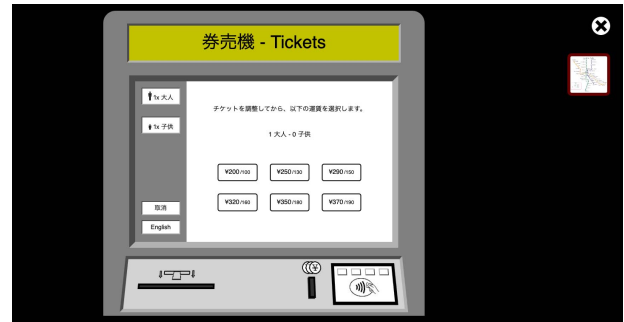 券売機 - Tickets
1x 大人
1x 子供
チケットを調整してから、以下の運賃を選択します。
1 大人 - 0 子供
¥200 /100
¥250 /130
¥290 /150
¥320 /160
¥350 /180
¥370 /190
取消
English
¥